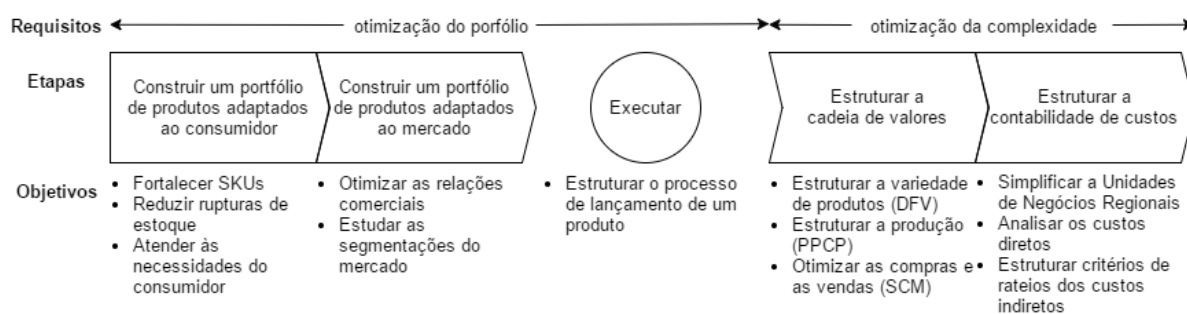 Requisitos
otimização do porfólio
otimização da complexidade
Etapas
Construir um portfólio
de produtos adaptados
ao consumidor
Construir um portfólio
de produtos adaptados
ao mercado
Executar
Estruturar a
cadeia de valores
Estruturar a
contabilidade de custos
Objetivos
• Fortalecer SKUs
• Reduzir rupturas de
estoque
• Atender às
necessidades do
consumidor
• Otimizar as relações
comerciais
• Estudar as
segmentações do
mercado
• Estruturar o processo
de lançamento de um
produto
• Estruturar a variedade
de produtos (DFV)
• Estruturar a produção
(PPCP)
• Otimizar as compras e
as vendas (SCM)
• Simplificar a Unidades
de Negócios Regionais
• Analisar os custos
diretos
• Estruturar critérios de
rateios dos custos
indiretos